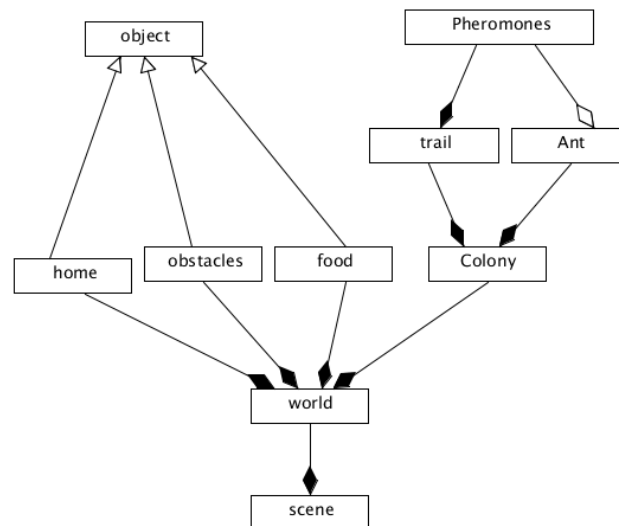 object
Pheromones
trail
Ant
home
obstacles
food
Colony
world
scene